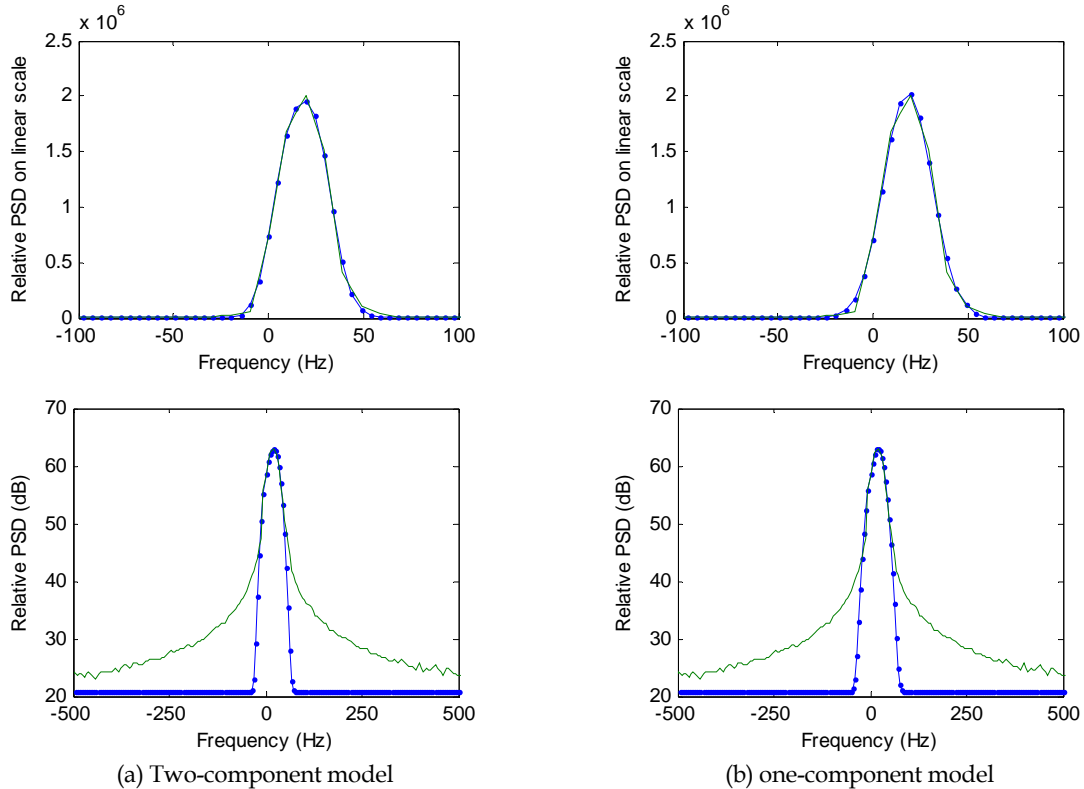 x 10^6
2.5
2
1.5
1
0.5
0
-100 -50 0 50 100
Relative PSD on linear scale
Frequency (Hz)
x 10^6
2.5
2
1.5
1
0.5
0
-100 -50 0 50 100
Relative PSD on linear scale
Frequency (Hz)
70
60
50
40
30
20
-500 -250 0 250 500
Relative PSD (dB)
Frequency (Hz)
(a) Two-component model
70
60
50
40
30
20
-500 -250 0 250 500
Relative PSD (dB)
Frequency (Hz)
(b) one-component model